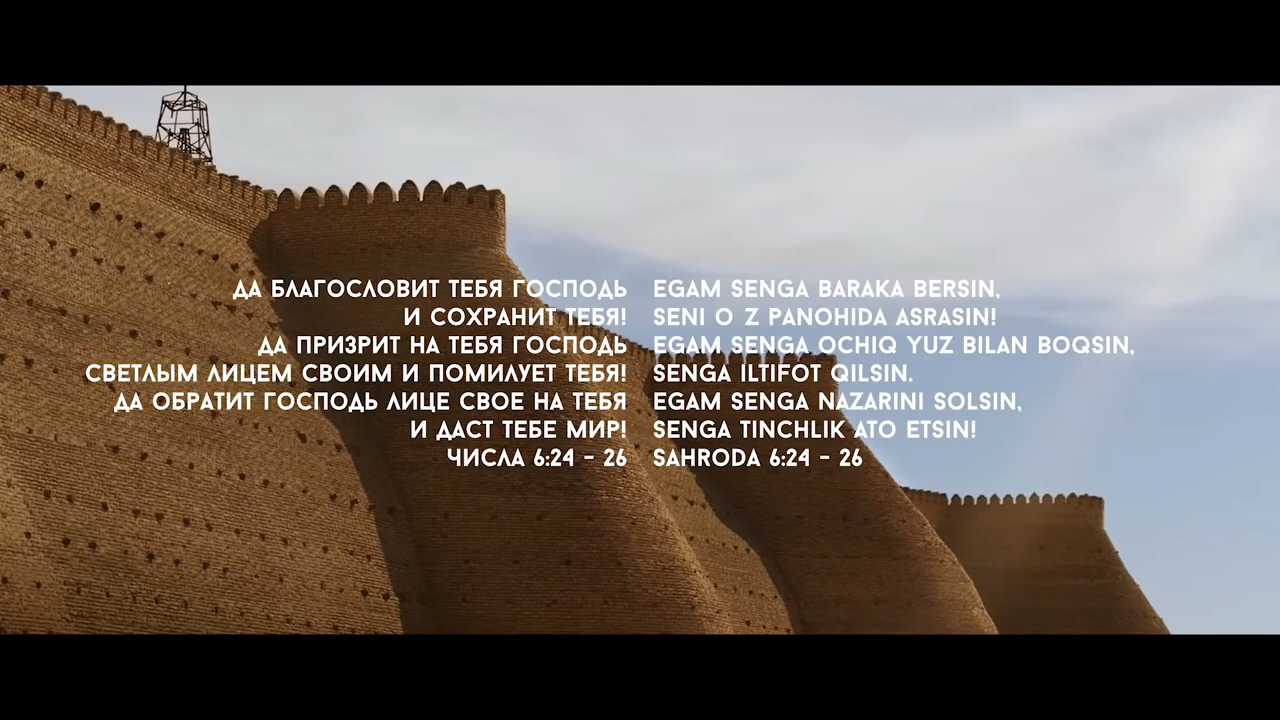 ДА БЛАГОСЛОВИТ ТЕБЯ ГОСПОДЬ
И СОХРАНИТ ТЕБЯ!
ДА ПРИЗРИТ НА ТЕБЯ ГОСПОДЬ
СВЕТЛЫМ ЛИЦЕМ СВОИМ И ПОМИЛУЕТ ТЕБЯ!
ДА ОБРАТИТ ГОСПОДЬ ЛИЦЕ СВОЕ НА ТЕБЯ
И ДАСТ ТЕБЕ МИР!
ЧИСЛА 6:24 - 26
EGAM SENGA BARAKA BERSIN,
SENI O Z PANOHIDA ASRASIN!
EGAM SENGA OCHIQ YUZ BILAN BOQSIN,
SENGA ILTIFOT QILSIN.
EGAM SENGA NAZARINI SOLSIN,
SENGA TINCHLIK ATO ETSIN!
SAHRODA 6:24 - 26